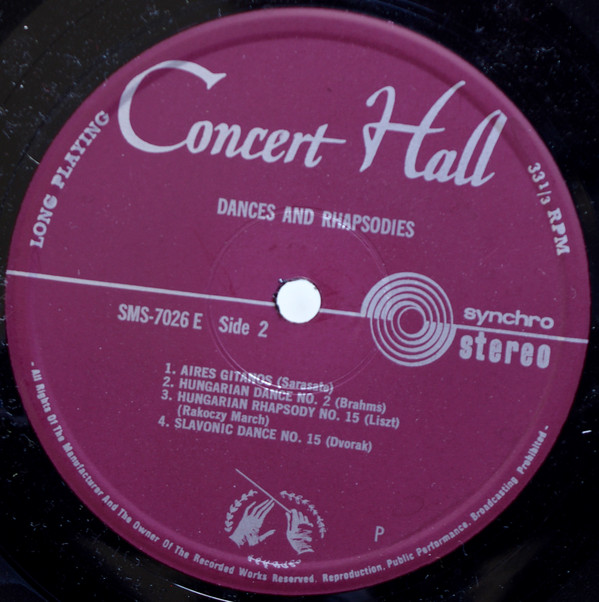 Concert Hall
LONG PLAYING
33 1/3 RPM
DANCES AND RHAPSODIES
SMS-7026 E Side 2
synchro
stereo
1. AIRES GITANOS (Sarasate)
2. HUNGARIAN DANCE NO. 2 (Brahms)
3. HUNGARIAN RHAPSODY NO. 15 (Liszt)
(Rakoczy March)
4. SLAVONIC DANCE NO. 15 (Dvorak)
P
- All Rights Of The Manufacturer And The Owner Of The Recorded Works Reserved. Reproduction, Public Performance, Broadcasting Prohibited -